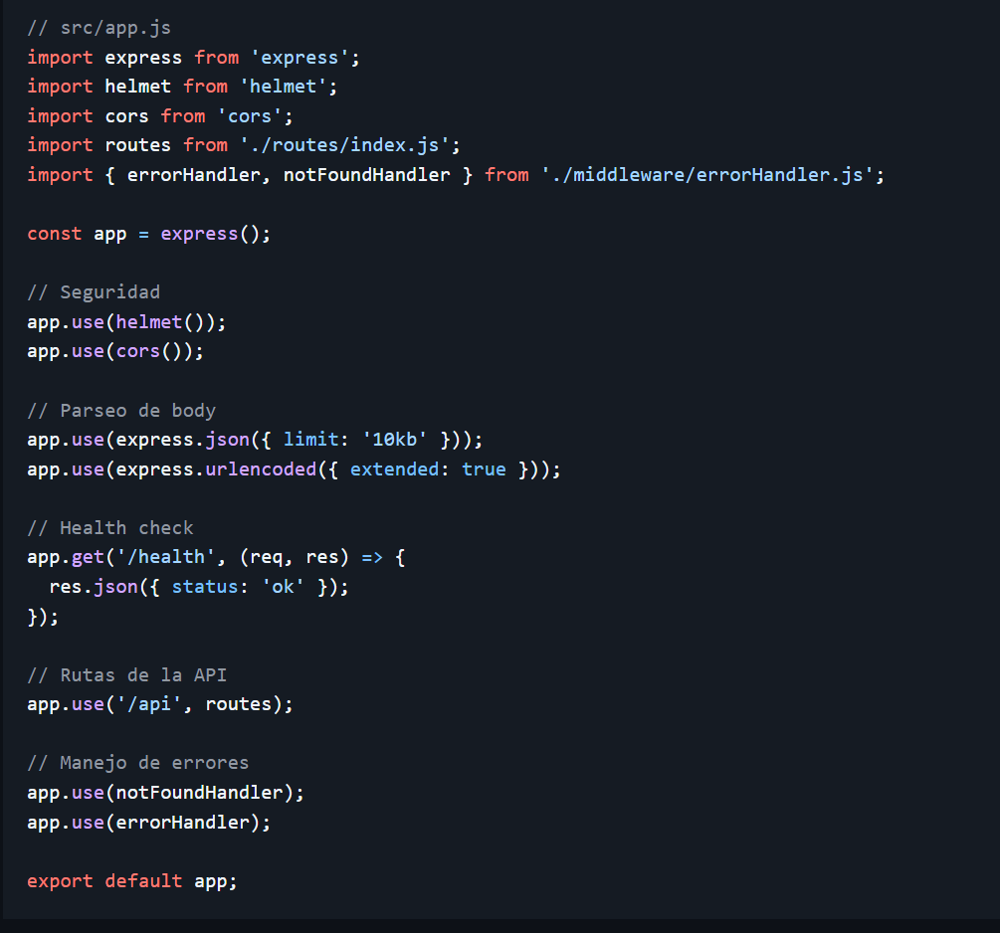 // src/app.js
import express from 'express';
import helmet from 'helmet';
import cors from 'cors';
import routes from './routes/index.js';
import { errorHandler, notFoundHandler } from './middleware/errorHandler.js';

const app = express();

// Seguridad
app.use(helmet());
app.use(cors());

// Parseo de body
app.use(express.json({ limit: '10kb' }));
app.use(express.urlencoded({ extended: true }));

// Health check
app.get('/health', (req, res) => {
  res.json({ status: 'ok' });
});

// Rutas de la API
app.use('/api', routes);

// Manejo de errores
app.use(notFoundHandler);
app.use(errorHandler);

export default app;